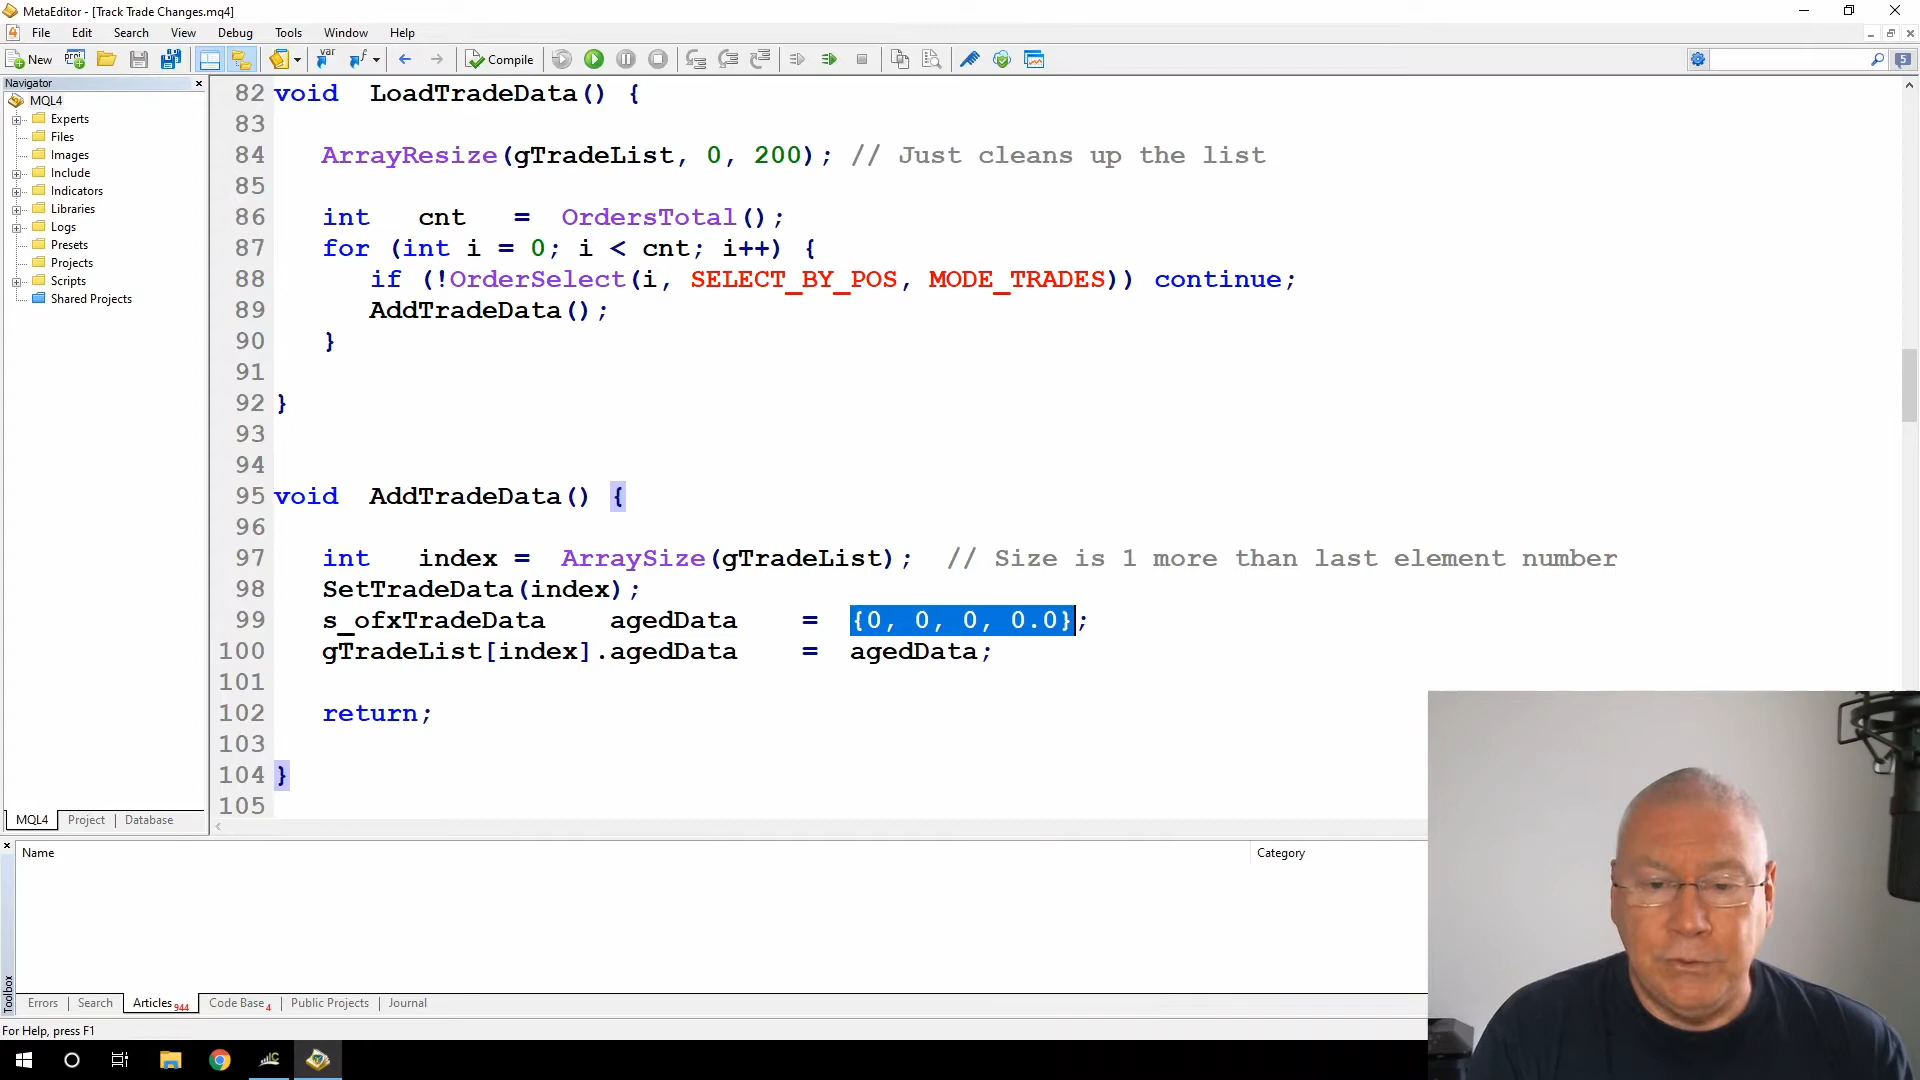 MetaEditor - [Track Trade Changes.mq4]
File Edit Search View Debug Tools Window Help
New Compile 5
Navigator
MQL4
Experts
Files
Images
Include
Indicators
Libraries
Logs
Presets
Projects
Scripts
Shared Projects
MQL4 Project Database
82 void LoadTradeData() {
83
84 ArrayResize(gTradeList, 0, 200); // Just cleans up the list
85
86 int cnt = OrdersTotal();
87 for (int i = 0; i < cnt; i++) {
88 if (!OrderSelect(i, SELECT_BY_POS, MODE_TRADES)) continue;
89 AddTradeData();
90 }
91
92 }
93
94
95 void AddTradeData() {
96
97 int index = ArraySize(gTradeList); // Size is 1 more than last element number
98 SetTradeData(index);
99 s_ofxTradeData agedData = {0, 0, 0, 0.0};
100 gTradeList[index].agedData = agedData;
101
102 return;
103
104 }
105
Name Category
Toolbox
Errors Search Articles 944 Code Base 4 Public Projects Journal
For Help, press F1